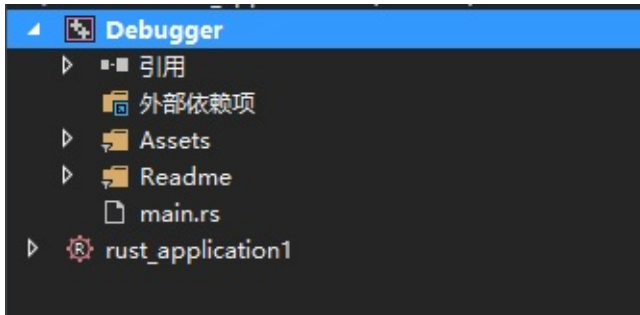 Debugger
引用
外部依赖项
Assets
Readme
main.rs
rust_application1